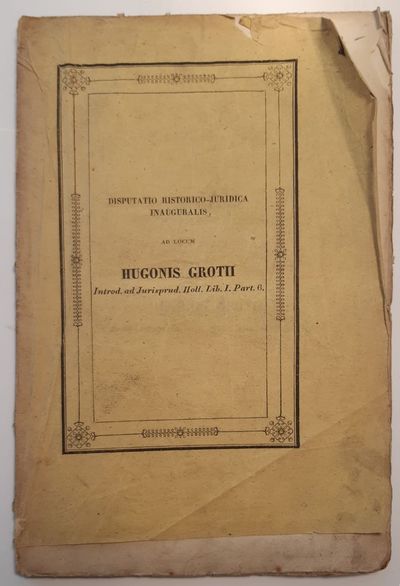 DISPUTATIO HISTORICO-JURIDICA
INAUGURALIS,
AD LOCUM
HUGONIS GROTII
Introd. ad Jurisprud. Holl. Lib. I. Part. 6.